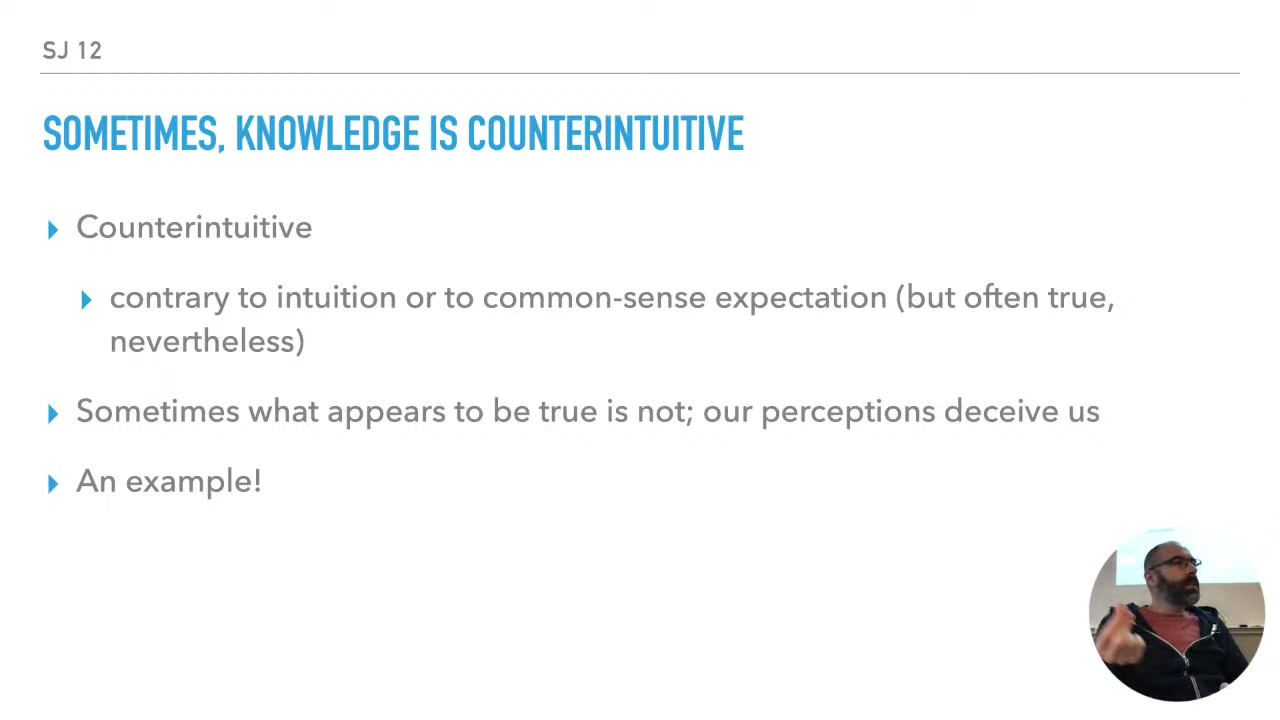 SJ 12
SOMETIMES, KNOWLEDGE IS COUNTERINTUITIVE
Counterintuitive
contrary to intuition or to common-sense expectation (but often true,
nevertheless)
Sometimes what appears to be true is not; our perceptions deceive us
An example!